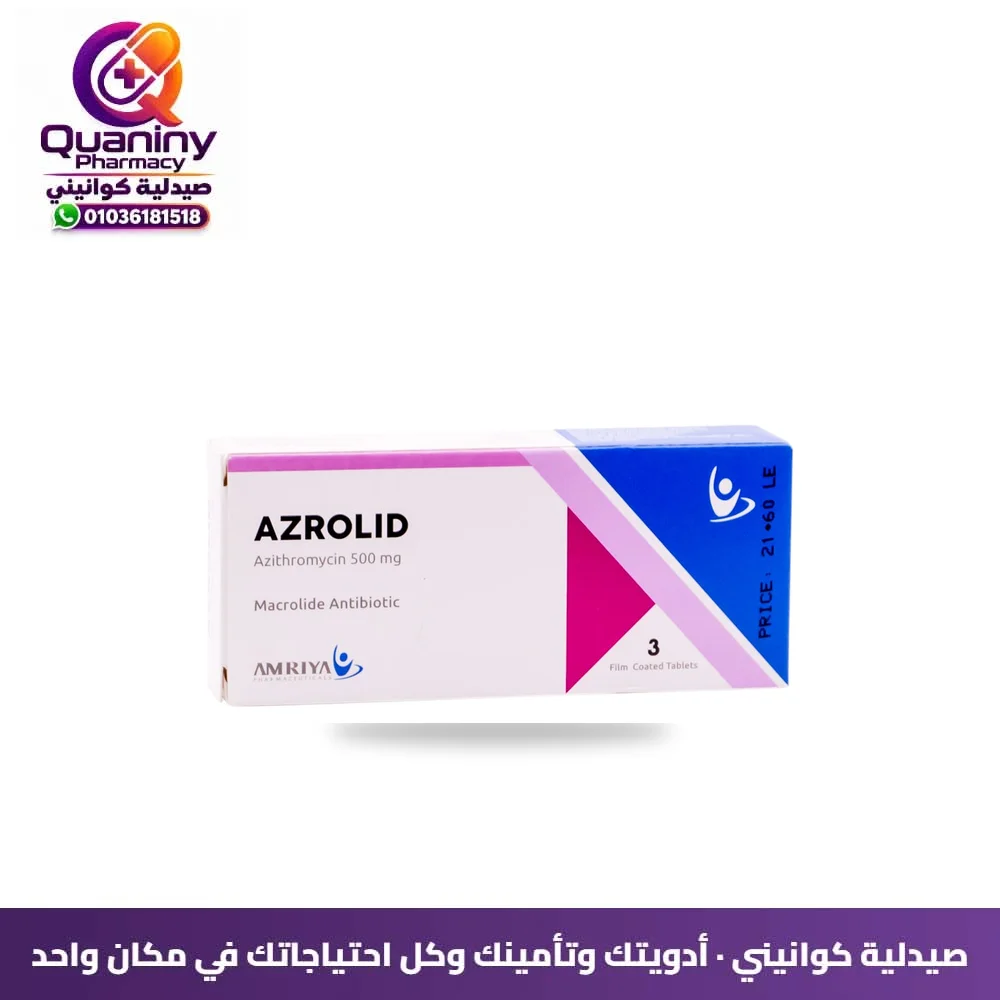 Quaniny
Pharmacy
صيدلية كوانيني
01036181518
AZROLID
Azithromycin 500 mg
Macrolide Antibiotic
AMRIYA
PHARMACEUTICALS
3
Film Coated Tablets
PRICE: 21.60 LE
صيدلية كوانيني · أدويتك وتأمينك وكل احتياجاتك في مكان واحد